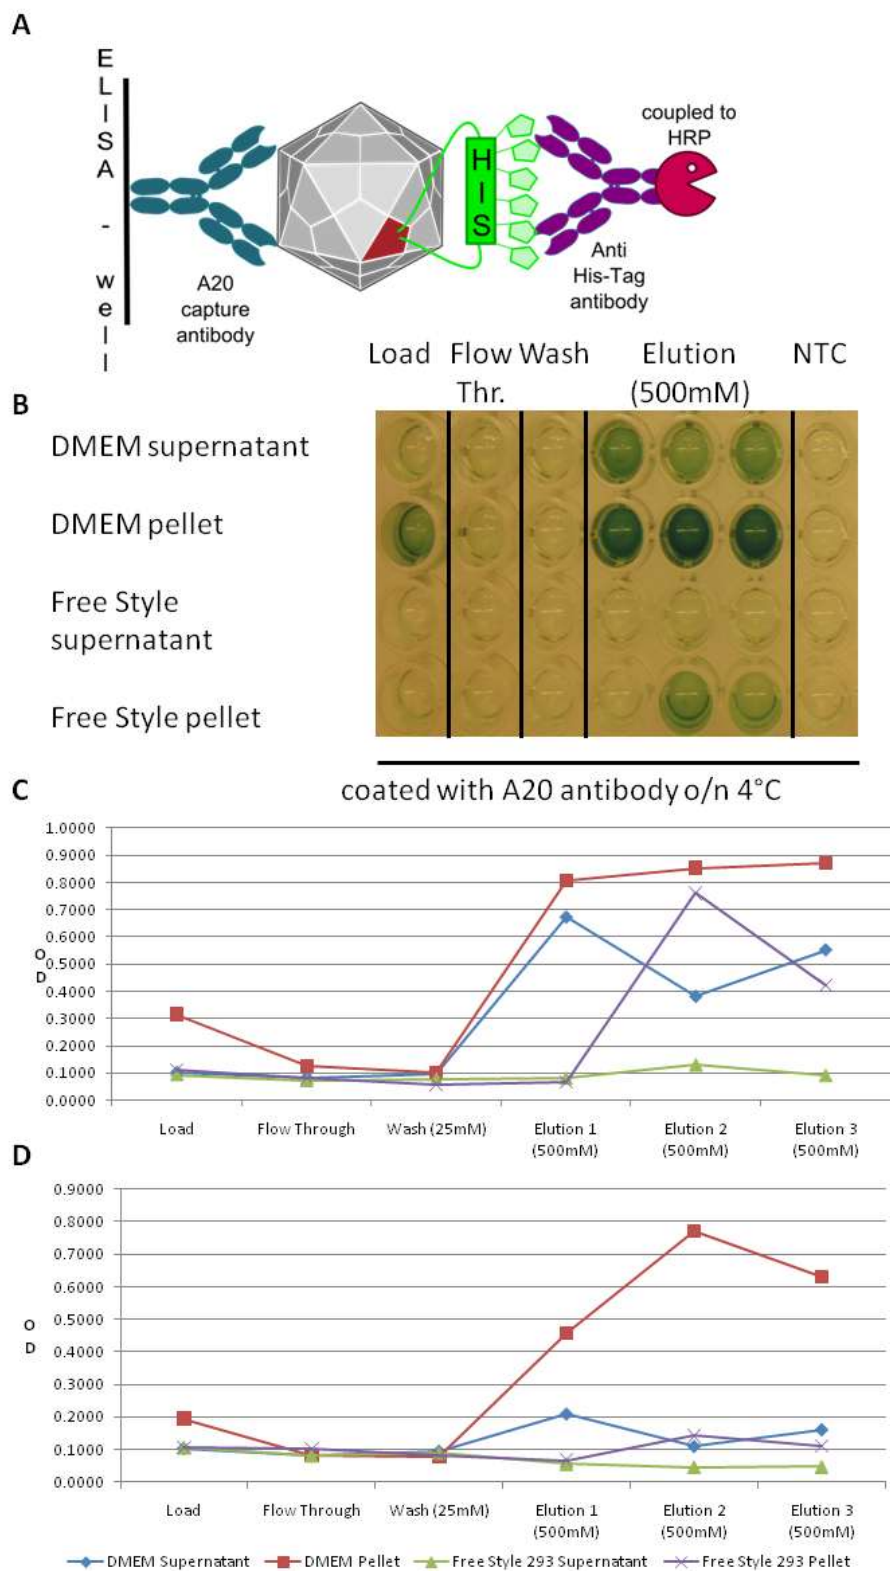 A
ELISA - well
A20
capture
antibody
HIS
coupled to
HRP
Anti
His-Tag
antibody
B
Load Flow Thr. Wash Elution (500mM) NTC
DMEM supernatant
DMEM pellet
Free Style
supernatant
Free Style pellet
coated with A20 antibody o/n 4°C
C
OD
1.0000
0.9000
0.8000
0.7000
0.6000
0.5000
0.4000
0.3000
0.2000
0.1000
0.0000
Load Flow Through Wash (25mM) Elution 1 (500mM) Elution 2 (500mM) Elution 3 (500mM)
D
OD
0.9000
0.8000
0.7000
0.6000
0.5000
0.4000
0.3000
0.2000
0.1000
0.0000
Load Flow Through Wash (25mM) Elution 1 (500mM) Elution 2 (500mM) Elution 3 (500mM)
DMEM Supernatant DMEM Pellet Free Style 293 Supernatant Free Style 293 Pellet